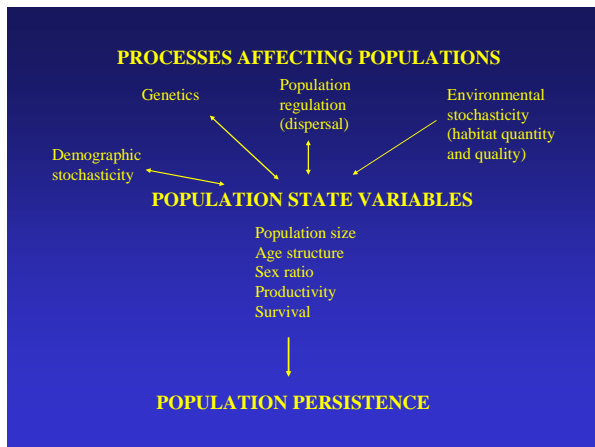 PROCESSES AFFECTING POPULATIONS
Genetics
Population
regulation
(dispersal)
Environmental
stochasticity
(habitat quantity
and quality)
Demographic
stochasticity
POPULATION STATE VARIABLES
Population size
Age structure
Sex ratio
Productivity
Survival
POPULATION PERSISTENCE